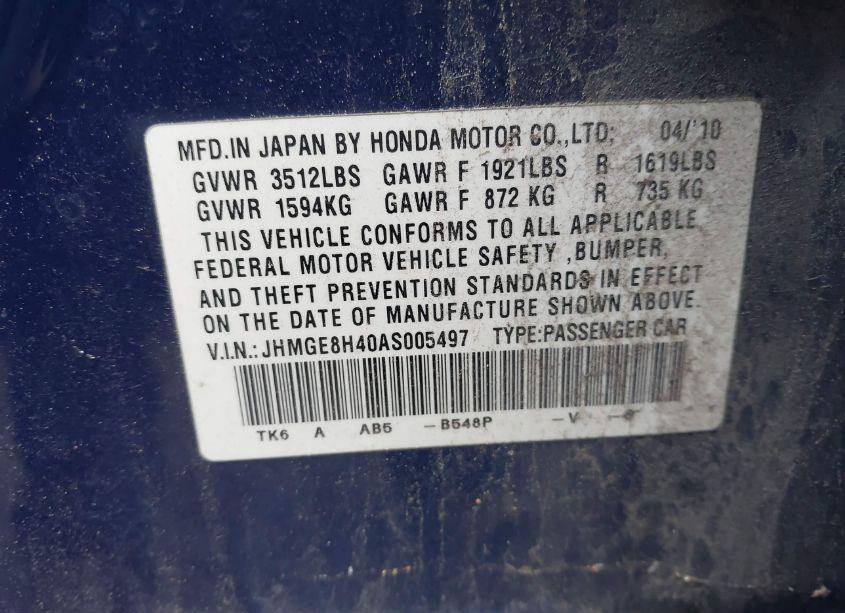 MFD.IN JAPAN BY HONDA MOTOR CO.,LTD; 04/'10
GVWR 3512LBS GAWR F 1921LBS R 1619LBS
GVWR 1594KG GAWR F 872 KG R 735 KG
THIS VEHICLE CONFORMS TO ALL APPLICABLE
FEDERAL MOTOR VEHICLE SAFETY ,BUMPER,
AND THEFT PREVENTION STANDARDS IN EFFECT
ON THE DATE OF MANUFACTURE SHOWN ABOVE.
V.I.N.:JHMGE8H40AS005497 TYPE:PASSENGER CAR
TK6 A AB5 -B548P -V